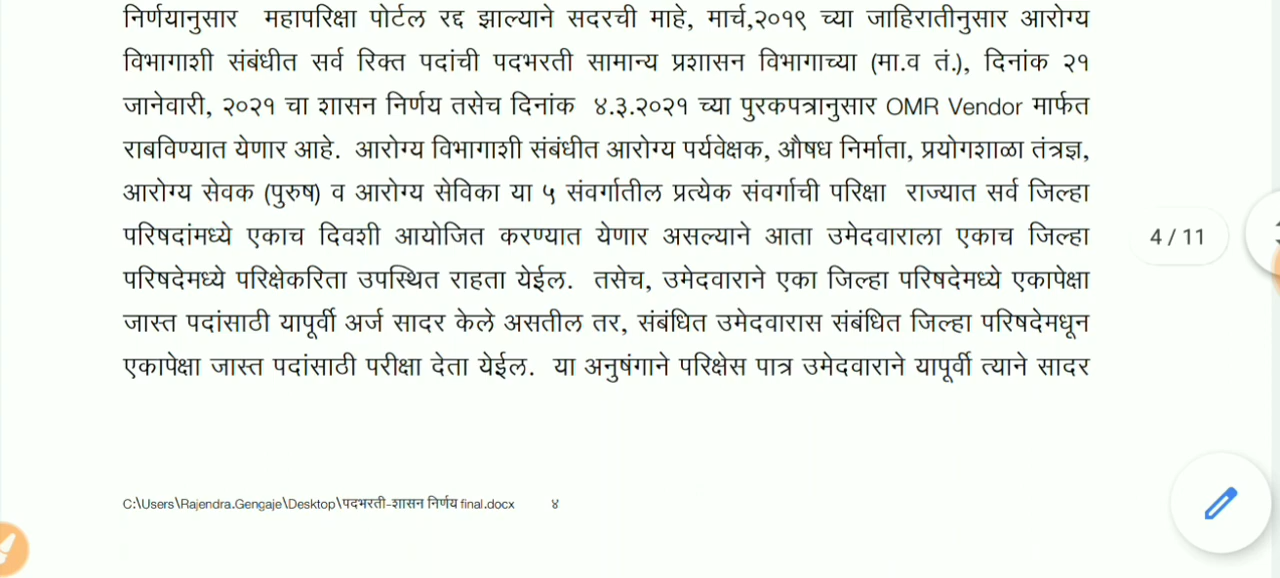 निर्णयानुसार महापरिक्षा पोर्टल रद्द झाल्याने सदरची माहे, मार्च,२०१९ च्या जाहिरातीनुसार आरोग्य
विभागाशी संबंधीत सर्व रिक्त पदांची पदभरती सामान्य प्रशासन विभागाच्या (मा.व तं.), दिनांक २१
जानेवारी, २०२१ चा शासन निर्णय तसेच दिनांक ४.३.२०२१ च्या पुरकपत्रानुसार OMR Vendor मार्फत
राबविण्यात येणार आहे. आरोग्य विभागाशी संबंधीत आरोग्य पर्यवेक्षक, औषध निर्माता, प्रयोगशाळा तंत्रज्ञ,
आरोग्य सेवक (पुरुष) व आरोग्य सेविका या ५ संवर्गातील प्रत्येक संवर्गाची परिक्षा राज्यात सर्व जिल्हा
परिषदांमध्ये एकाच दिवशी आयोजित करण्यात येणार असल्याने आता उमेदवाराला एकाच जिल्हा
परिषदेमध्ये परिक्षेकरिता उपस्थित राहता येईल. तसेच, उमेदवाराने एका जिल्हा परिषदेमध्ये एकापेक्षा
जास्त पदांसाठी यापूर्वी अर्ज सादर केले असतील तर, संबंधित उमेदवारास संबंधित जिल्हा परिषदेमधून
एकापेक्षा जास्त पदांसाठी परीक्षा देता येईल. या अनुषंगाने परिक्षेस पात्र उमेदवाराने यापूर्वी त्याने सादर
4 / 11
C:\Users\Rajendra.Gengaje\Desktop\पदभरती-शासन निर्णय final.docx ४